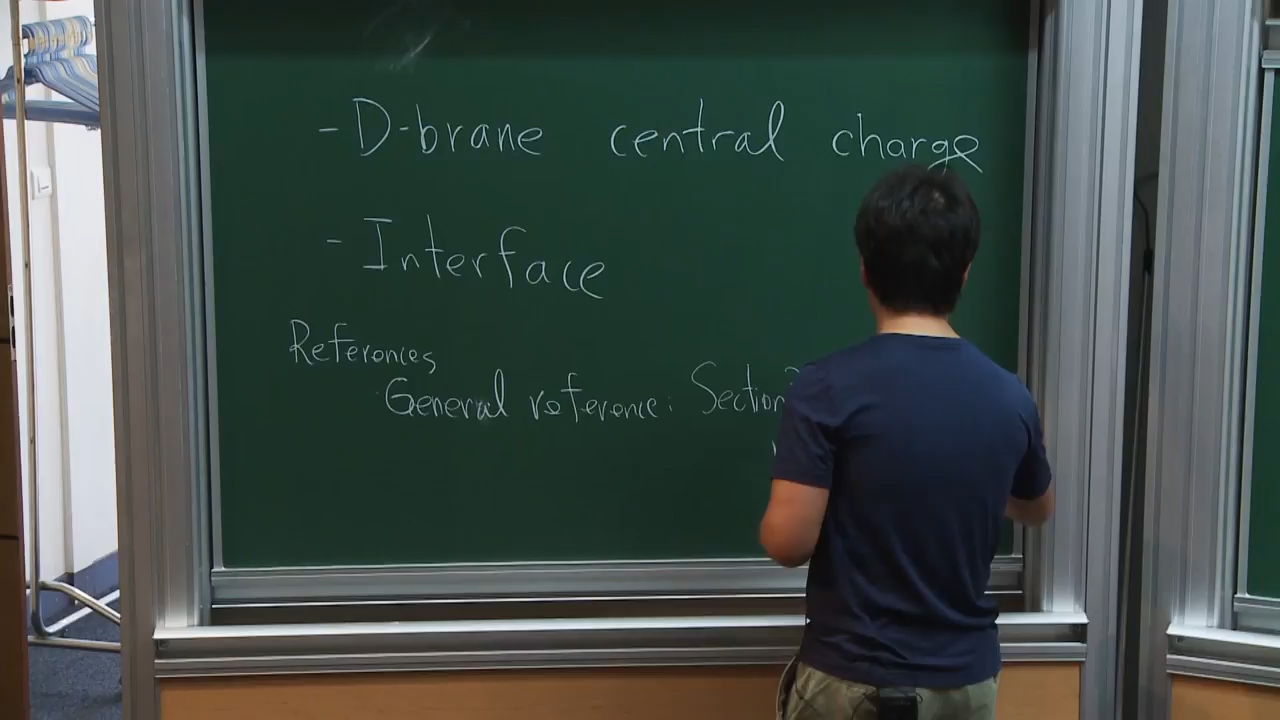 - D-brane central charge
- Interface
References
General reference: Section